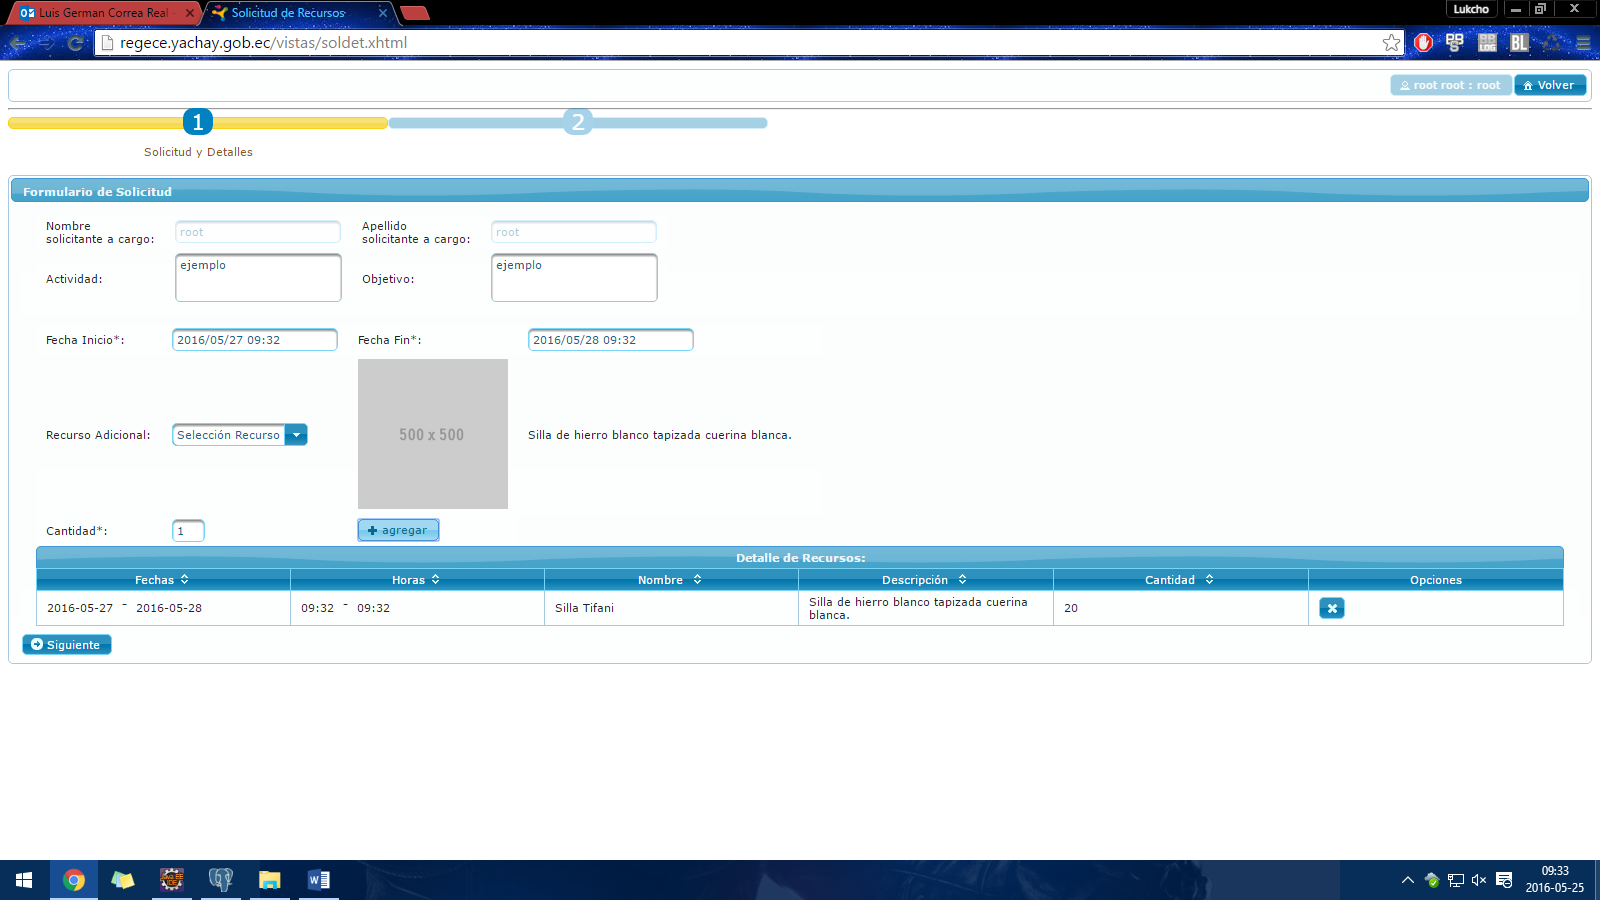 Luis German Correa Real
Solicitud de Recursos
Lukcho
regece.yachay.gob.ec/vistas/soldet.xhtml
root root : root
Volver
1
2
Solicitud y Detalles
Formulario de Solicitud
Nombre
solicitante a cargo:
root
Apellido
solicitante a cargo:
root
Actividad:
ejemplo
Objetivo:
ejemplo
Fecha Inicio*:
2016/05/27 09:32
Fecha Fin*:
2016/05/28 09:32
Recurso Adicional:
Selección Recurso
500 x 500
Silla de hierro blanco tapizada cuerina blanca.
Cantidad*:
1
agregar
Detalle de Recursos:
Fechas Horas Nombre Descripción Cantidad Opciones
2016-05-27 - 2016-05-28
09:32 - 09:32
Silla Tifani
Silla de hierro blanco tapizada cuerina
blanca.
20
Siguiente
09:33
2016-05-25